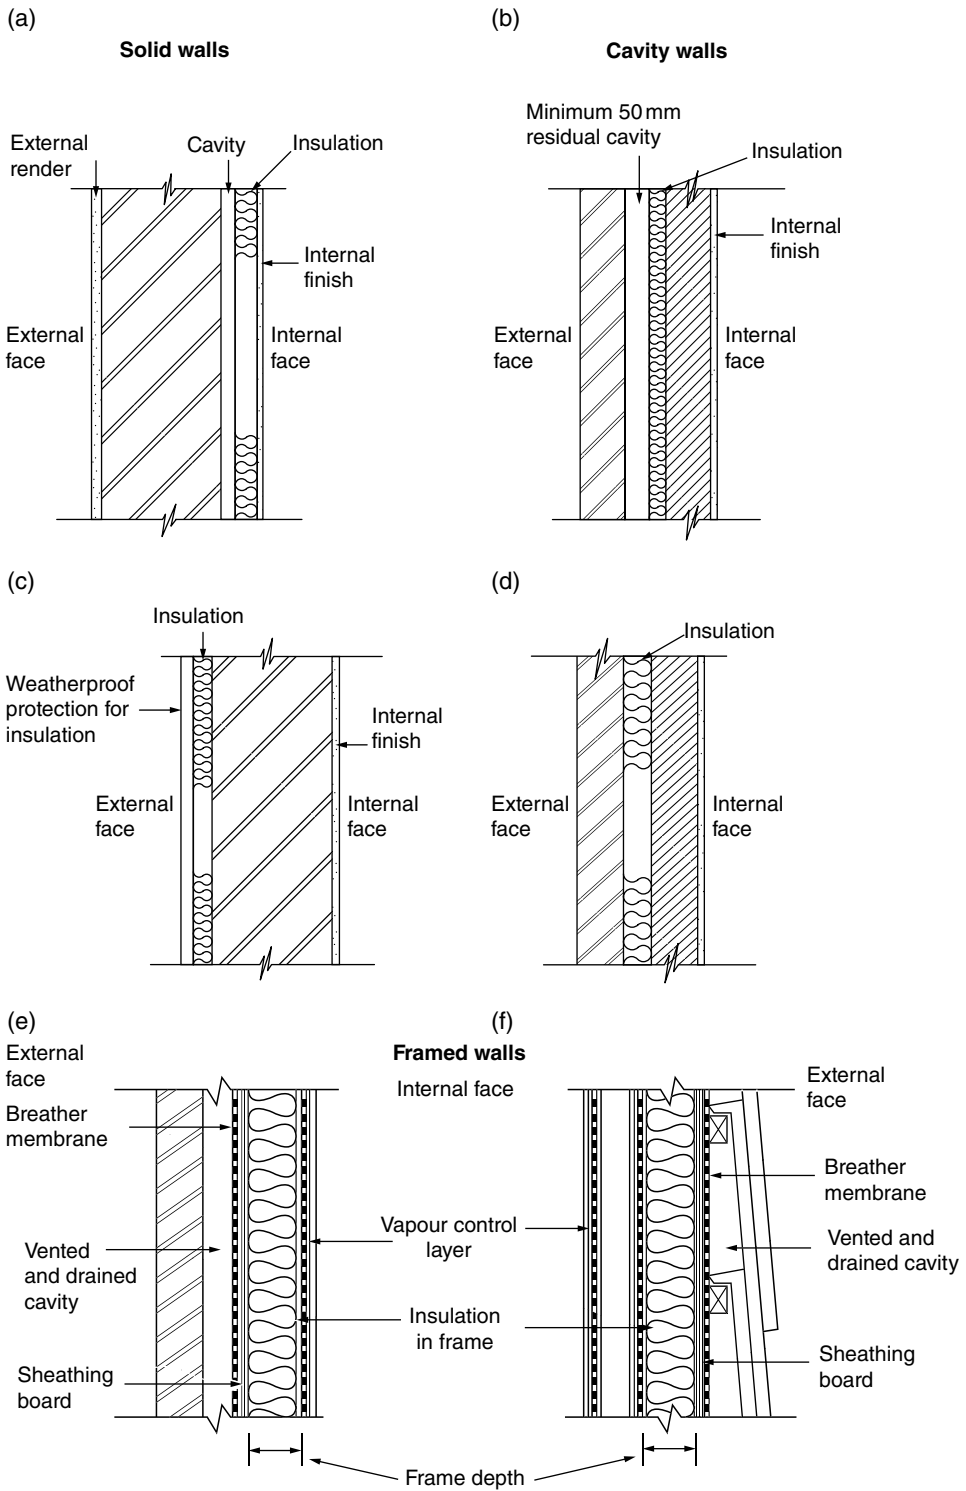 (a)
Solid walls
External
render
Cavity
Insulation
Internal
finish
External
face
Internal
face
(b)
Cavity walls
Minimum 50 mm
residual cavity
Insulation
Internal
finish
External
face
Internal
face
(c)
Insulation
Weatherproof
protection for
insulation
Internal
finish
External
face
Internal
face
(d)
Insulation
External
face
Internal
face
(e)
(f)
Framed walls
External
face
Internal face
External
face
Breather
membrane
Breather
membrane
Vapour control
layer
Vented
and drained
cavity
Vented and
drained cavity
Insulation
in frame
Sheathing
board
Sheathing
board
Frame depth